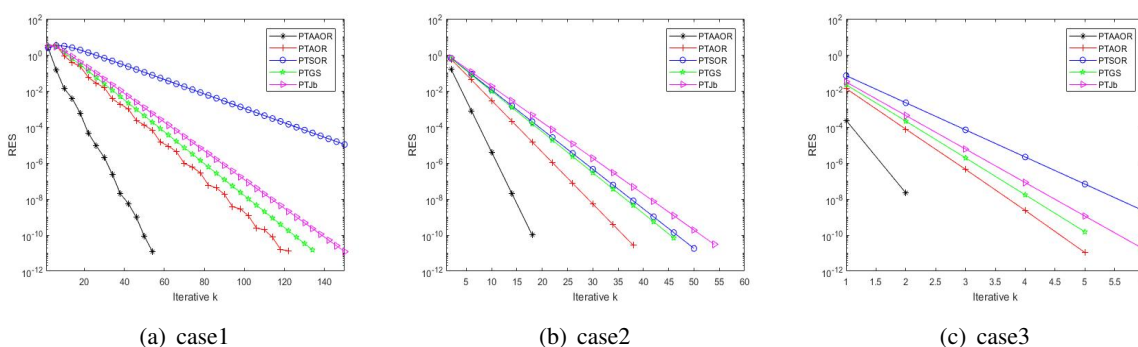 RES
10^2
10^0
10^-2
10^-4
10^-6
10^-8
10^-10
10^-12
20 40 60 80 100 120 140
Iterative k
PTAAOR
PTAOR
PTSOR
PTGS
PTJb
(a) case1
RES
10^2
10^0
10^-2
10^-4
10^-6
10^-8
10^-10
10^-12
5 10 15 20 25 30 35 40 45 50 55 60
Iterative k
PTAAOR
PTAOR
PTSOR
PTGS
PTJb
(b) case2
RES
10^2
10^0
10^-2
10^-4
10^-6
10^-8
10^-10
10^-12
1 1.5 2 2.5 3 3.5 4 4.5 5 5.5
Iterative k
PTAAOR
PTAOR
PTSOR
PTGS
PTJb
(c) case3